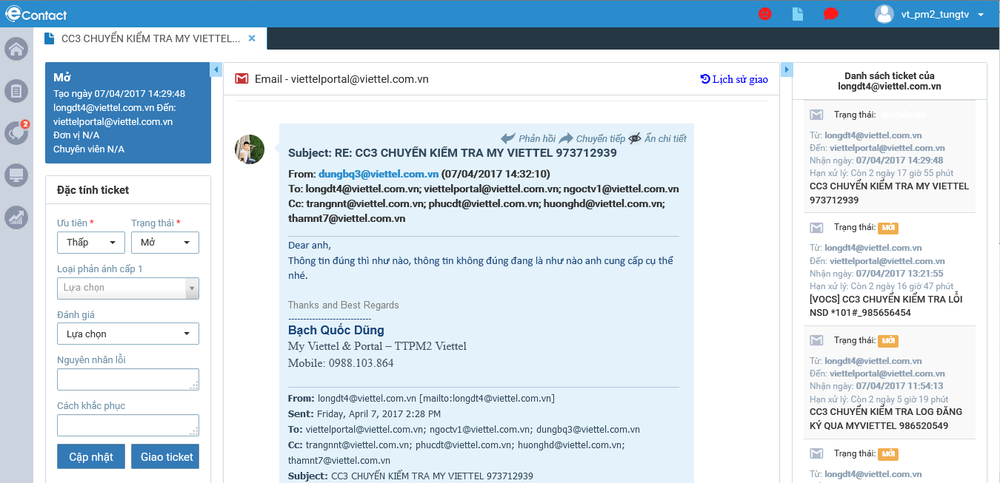 eContact
vt_pm2_tungtv
CC3 CHUYỂN KIỂM TRA MY VIETTEL...
2
Mở
Tạo ngày 07/04/2017 14:29:48
longdt4@viettel.com.vn Đến:
viettelportal@viettel.com.vn
Đơn vị N/A
Chuyên viên N/A
Đặc tính ticket
Ưu tiên * Trạng thái *
Thấp Mở
Loại phản ánh cấp 1
Lựa chọn
Đánh giá
Lựa chọn
Nguyên nhân lỗi
Cách khắc phục
Cập nhật Giao ticket
Email - viettelportal@viettel.com.vn Lịch sử giao
Phản hồi Chuyển tiếp Ẩn chi tiết
Subject: RE: CC3 CHUYỂN KIỂM TRA MY VIETTEL 973712939
From: dungbq3@viettel.com.vn (07/04/2017 14:32:10)
To: longdt4@viettel.com.vn; viettelportal@viettel.com.vn; ngoctv1@viettel.com.vn
Cc: trangnnt@viettel.com.vn; phucdt@viettel.com.vn; huonghd@viettel.com.vn;
thamnt7@viettel.com.vn
Dear anh,
Thông tin đúng thì như nào, thông tin không đúng đang là như nào anh cung cấp cụ thể
nhé.
Thanks and Best Regards
----------------------------
Bạch Quốc Dũng
My Viettel & Portal – TTPM2 Viettel
Mobile: 0988.103.864
From: longdt4@viettel.com.vn [mailto:longdt4@viettel.com.vn]
Sent: Friday, April 7, 2017 2:28 PM
To: viettelportal@viettel.com.vn; ngoctv1@viettel.com.vn; dungbq3@viettel.com.vn
Cc: trangnnt@viettel.com.vn; phucdt@viettel.com.vn; huonghd@viettel.com.vn;
thamnt7@viettel.com.vn
Subject: CC3 CHUYỂN KIỂM TRA MY VIETTEL 973712939
Danh sách ticket của
longdt4@viettel.com.vn
Trạng thái:
Từ: longdt4@viettel.com.vn
Đến: viettelportal@viettel.com.vn
Nhận ngày: 07/04/2017 14:29:48
Hạn xử lý: Còn 2 ngày 17 giờ 55 phút
CC3 CHUYỂN KIỂM TRA MY VIETTEL
973712939
Trạng thái: MỚI
Từ: longdt4@viettel.com.vn
Đến: viettelportal@viettel.com.vn
Nhận ngày: 07/04/2017 13:21:55
Hạn xử lý: Còn 2 ngày 16 giờ 47 phút
[VOCS] CC3 CHUYỂN KIỂM TRA LỖI
NSD *101#_985656454
Trạng thái: MỚI
Từ: longdt4@viettel.com.vn
Đến: viettelportal@viettel.com.vn
Nhận ngày: 07/04/2017 11:54:13
Hạn xử lý: Còn 2 ngày 5 giờ 19 phút
CC3 CHUYỂN KIỂM TRA LOG ĐĂNG
KÝ QUA MYVIETTEL 986520549
Trạng thái: MỚI
Từ: longdt4@viettel.com.vn